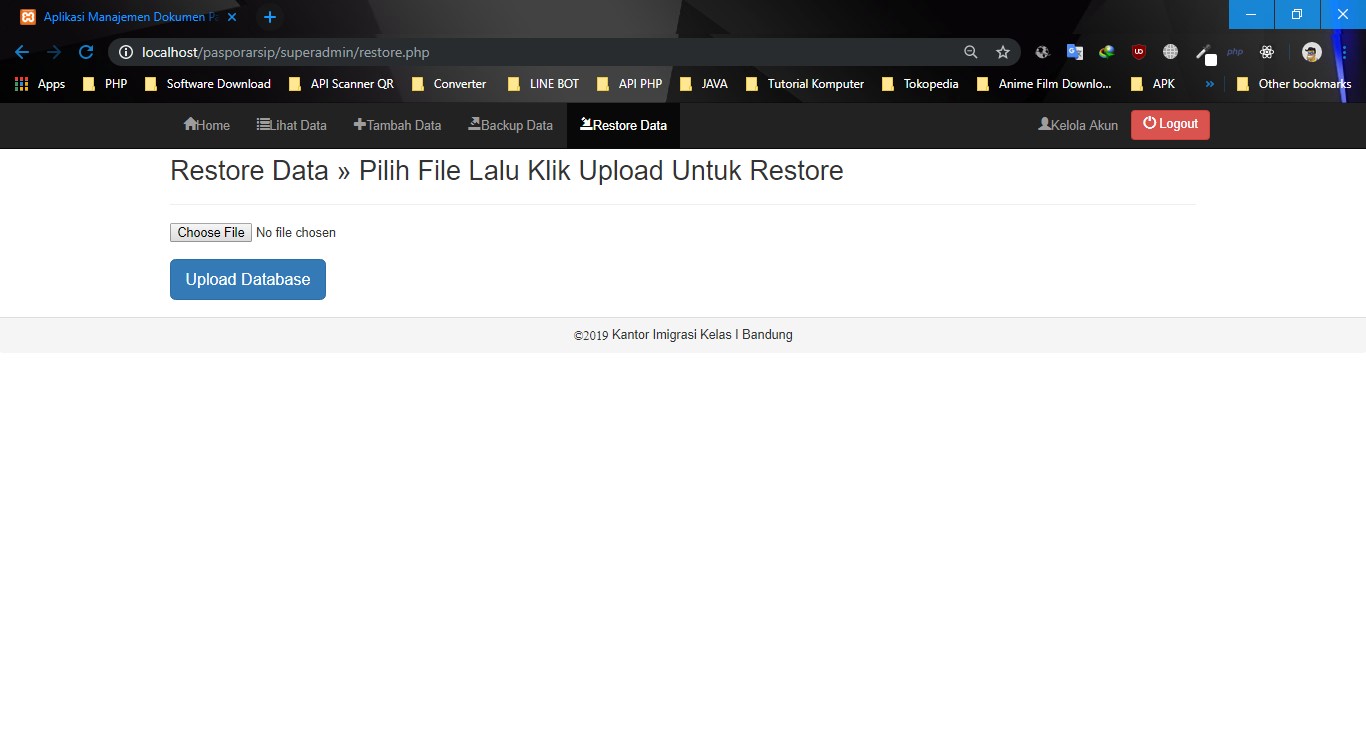 Aplikasi Manajemen Dokumen Pa
localhost/pasporarsip/superadmin/restore.php
php
Apps PHP Software Download API Scanner QR Converter LINE BOT API PHP JAVA Tutorial Komputer Tokopedia Anime Film Downlo... APK » Other bookmarks
Home Lihat Data Tambah Data Backup Data Restore Data Kelola Akun Logout
Restore Data » Pilih File Lalu Klik Upload Untuk Restore
Choose File No file chosen
Upload Database
©2019 Kantor Imigrasi Kelas I Bandung